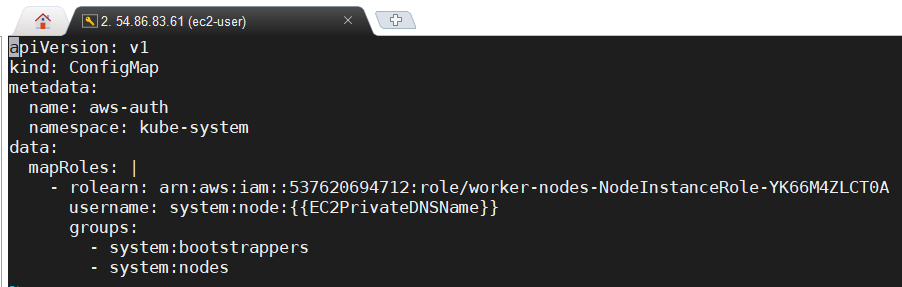 2. 54.86.83.61 (ec2-user)
apiVersion: v1
kind: ConfigMap
metadata:
  name: aws-auth
  namespace: kube-system
data:
  mapRoles: |
    - rolearn: arn:aws:iam::537620694712:role/worker-nodes-NodeInstanceRole-YK66M4ZLCT0A
      username: system:node:{{EC2PrivateDNSName}}
      groups:
        - system:bootstrappers
        - system:nodes